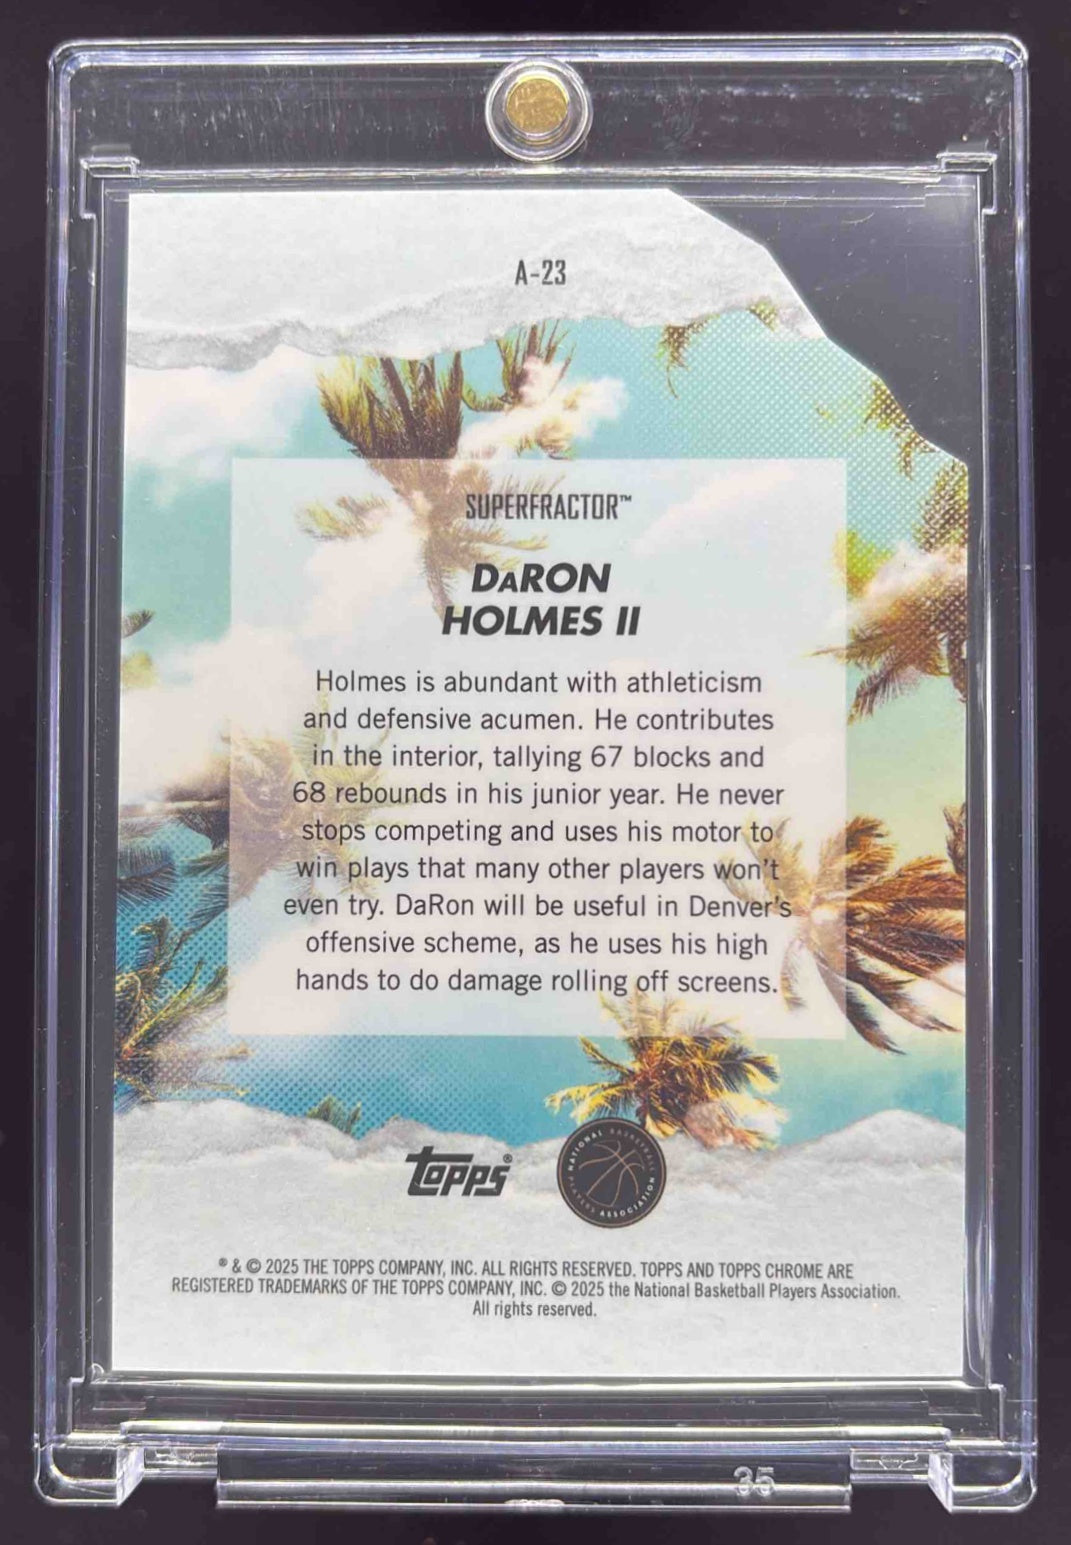 A-23
SUPERFRACTOR™
DaRON
HOLMES II
Holmes is abundant with athleticism
and defensive acumen. He contributes
in the interior, tallying 67 blocks and
68 rebounds in his junior year. He never
stops competing and uses his motor to
win plays that many other players won't
even try. DaRon will be useful in Denver's
offensive scheme, as he uses his high
hands to do damage rolling off screens.
topps®
NATIONAL BASKETBALL PLAYERS ASSOCIATION
® & © 2025 THE TOPPS COMPANY, INC. ALL RIGHTS RESERVED. TOPPS AND TOPPS CHROME ARE
REGISTERED TRADEMARKS OF THE TOPPS COMPANY, INC. © 2025 the National Basketball Players Association.
All rights reserved.
35